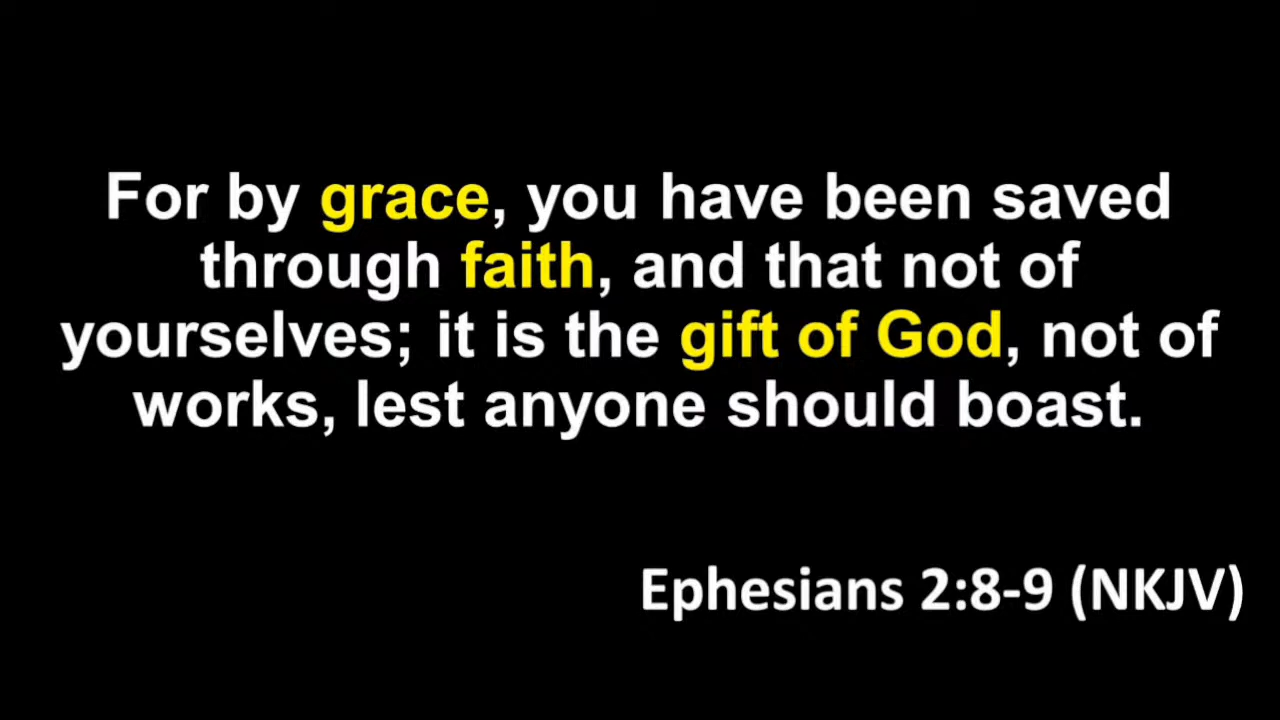 For by grace, you have been saved
through faith, and that not of
yourselves; it is the gift of God, not of
works, lest anyone should boast.
Ephesians 2:8-9 (NKJV)